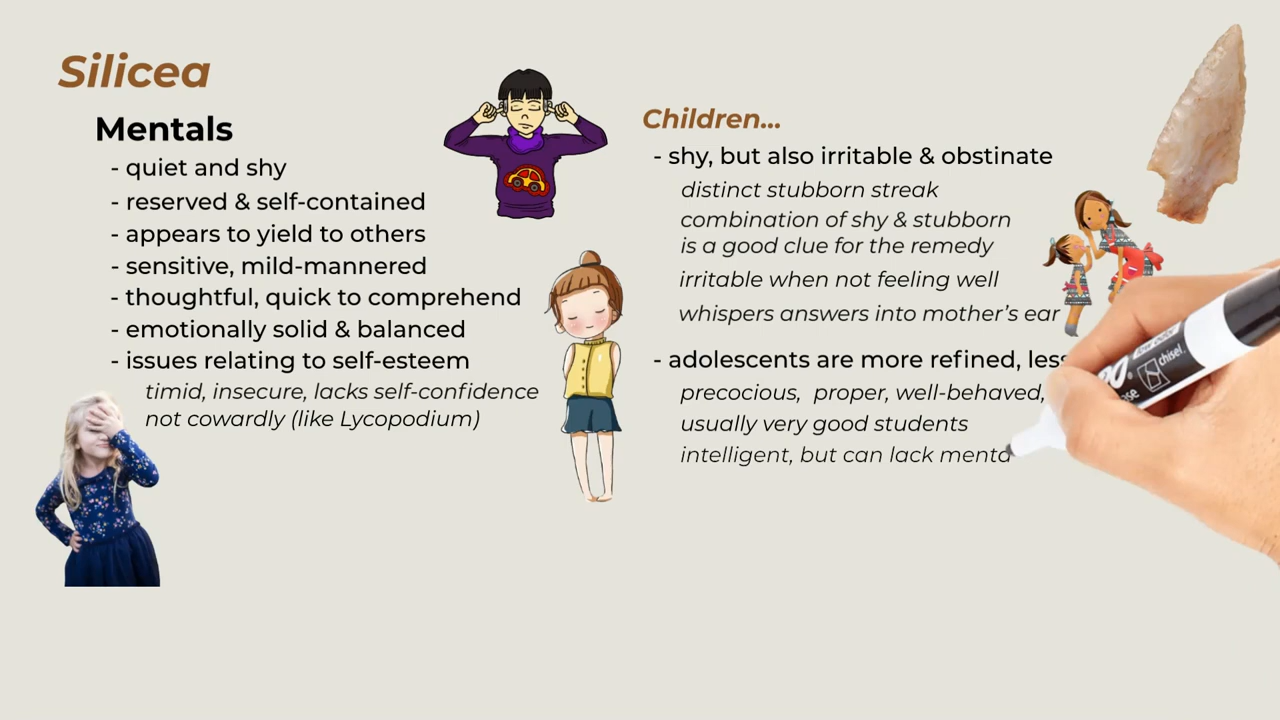 Silicea
Mentals
- quiet and shy
- reserved & self-contained
- appears to yield to others
- sensitive, mild-mannered
- thoughtful, quick to comprehend
- emotionally solid & balanced
- issues relating to self-esteem
timid, insecure, lacks self-confidence
not cowardly (like Lycopodium)
Children...
- shy, but also irritable & obstinate
distinct stubborn streak
combination of shy & stubborn
is a good clue for the remedy
irritable when not feeling well
whispers answers into mother's ear
- adolescents are more refined, less
precocious, proper, well-behaved,
usually very good students
intelligent, but can lack menta
chisel.